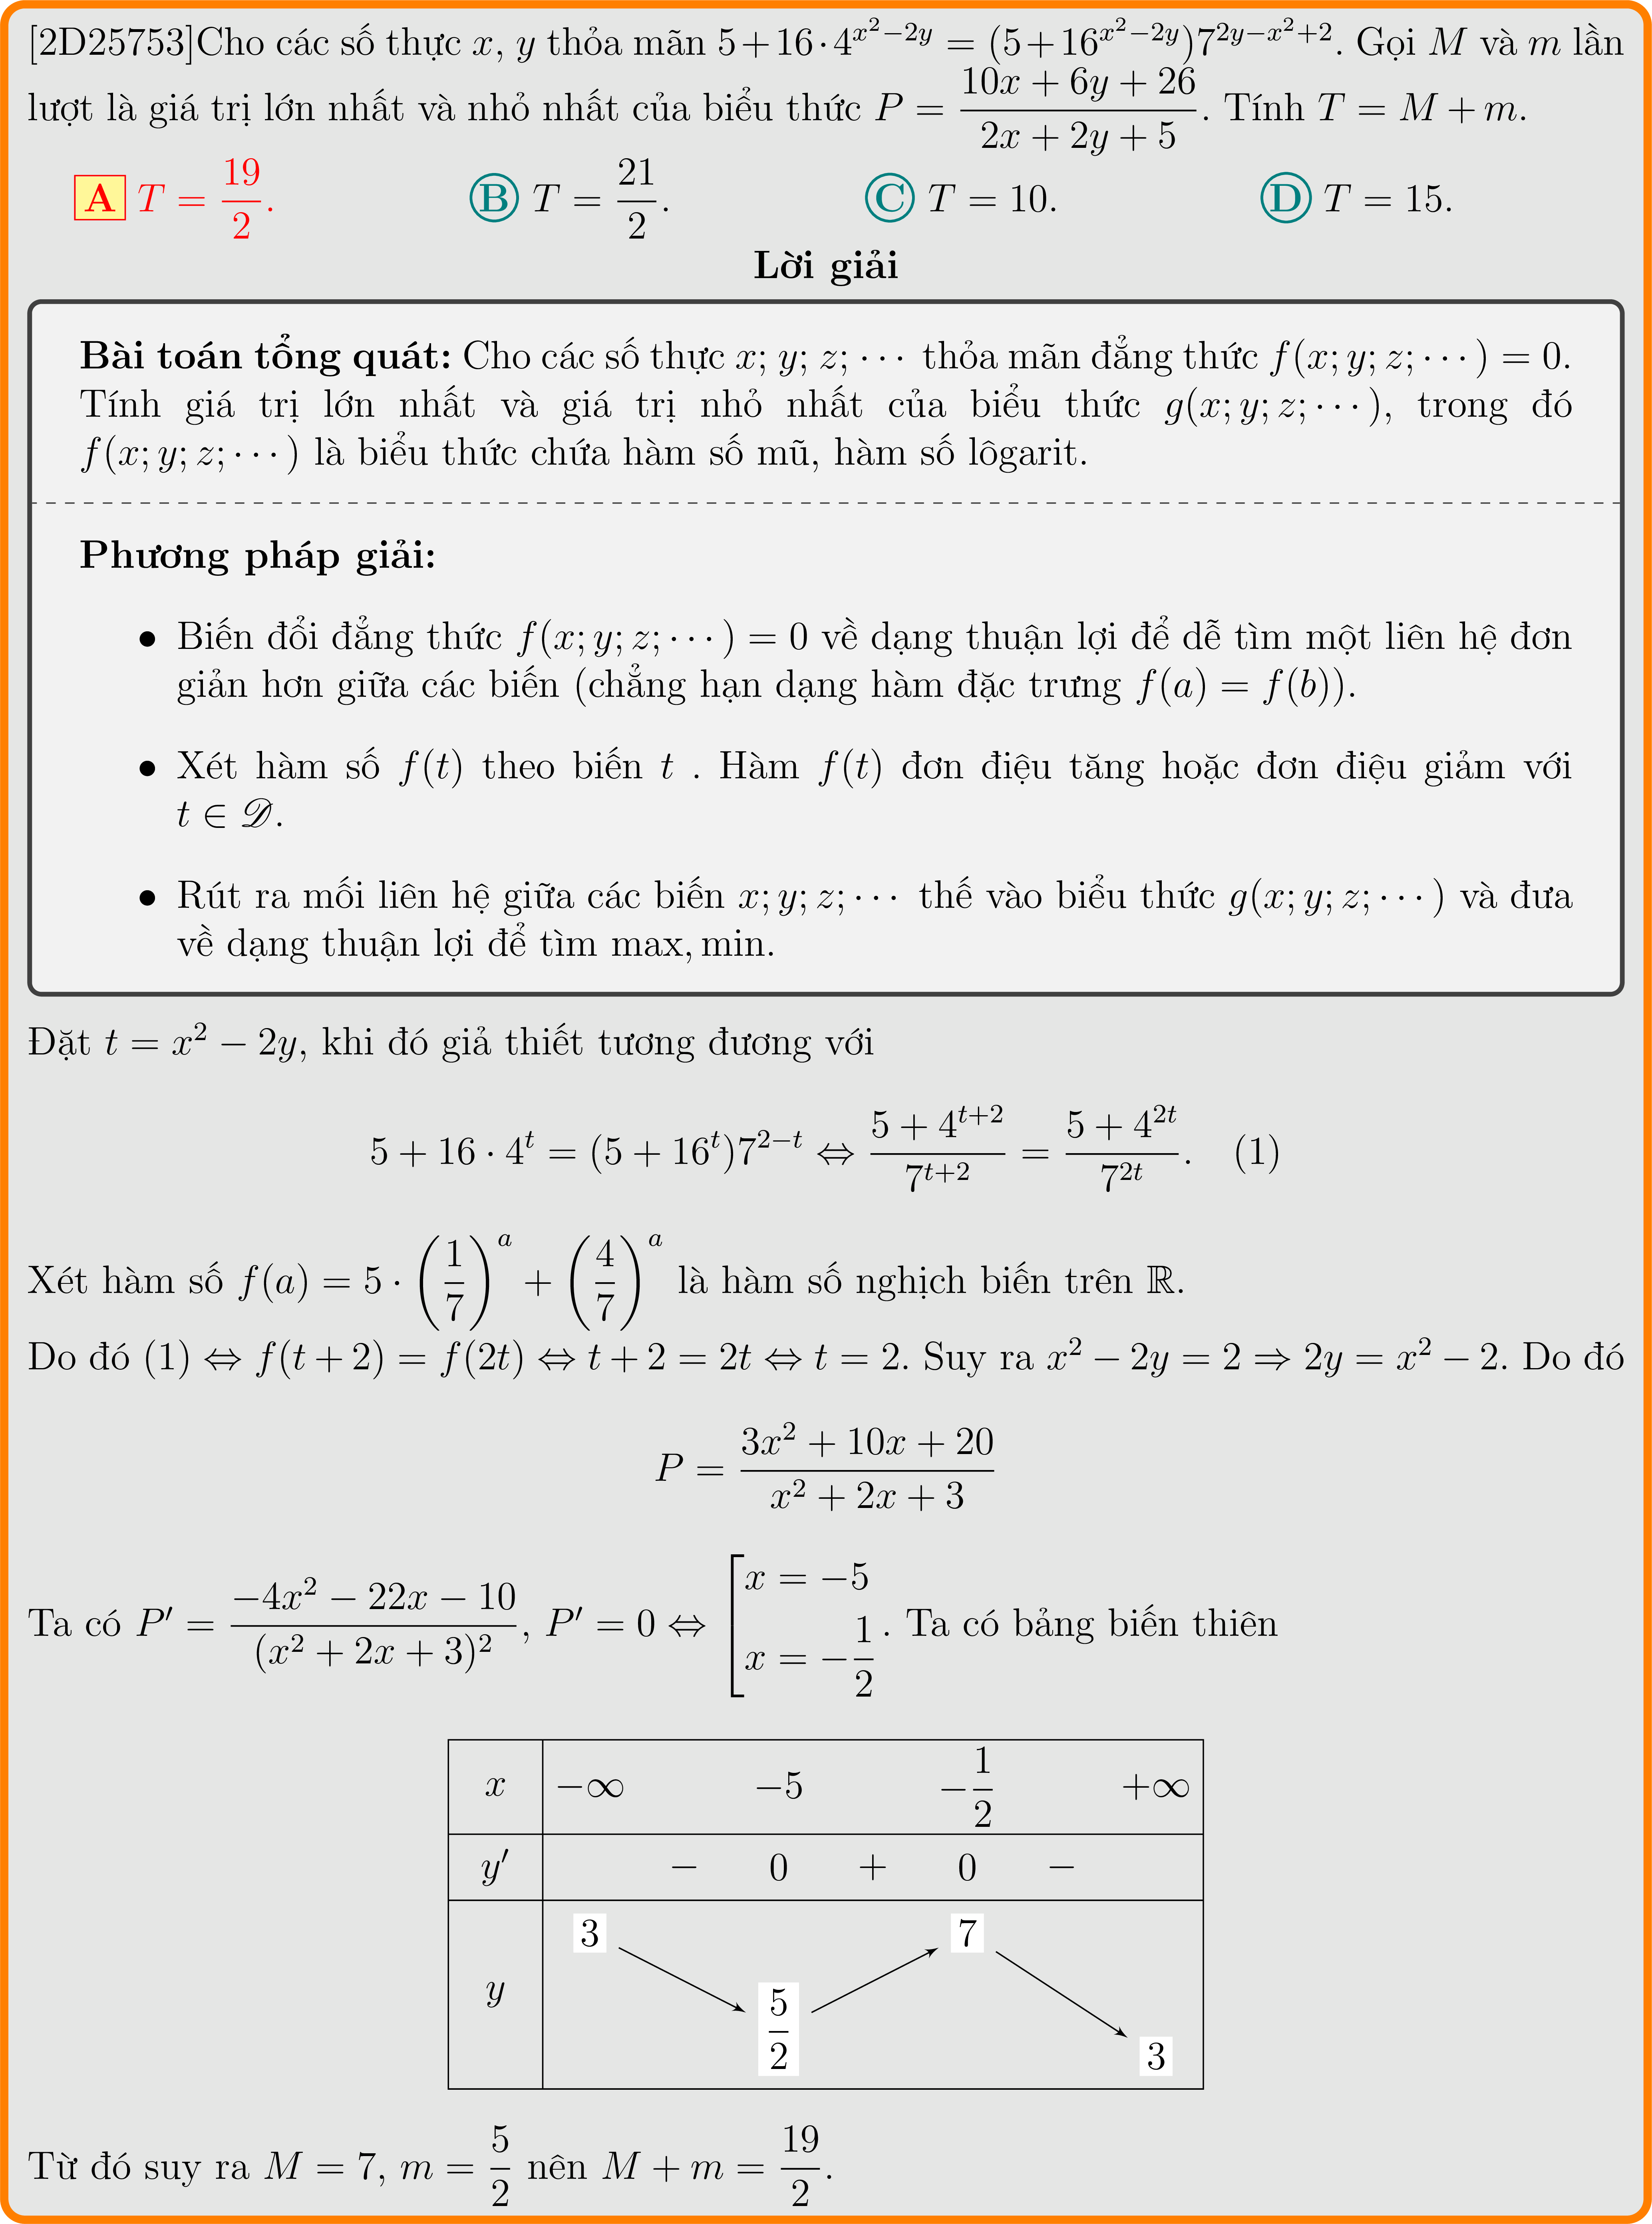 [2D25753]Cho các số thực $x$, $y$ thỏa mãn $5+16\cdot 4^{x^2-2y} = (5+16^{x^2-2y})7^{2y-x^2+2}$. Gọi $M$ và $m$ lần
lượt là giá trị lớn nhất và nhỏ nhất của biểu thức $P = \dfrac{10x+6y+26}{2x+2y+5}$. Tính $T = M + m$.
A $T = \dfrac{19}{2}$. B $T = \dfrac{21}{2}$. C $T = 10$. D $T = 15$.
Lời giải
Bài toán tổng quát: Cho các số thực $x; y; z; \cdots$ thỏa mãn đẳng thức $f(x; y; z; \cdots) = 0$.
Tính giá trị lớn nhất và giá trị nhỏ nhất của biểu thức $g(x; y; z; \cdots)$, trong đó
$f(x; y; z; \cdots)$ là biểu thức chứa hàm số mũ, hàm số lôgarit.
Phương pháp giải:
• Biến đổi đẳng thức $f(x; y; z; \cdots) = 0$ về dạng thuận lợi để dễ tìm một liên hệ đơn
giản hơn giữa các biến (chẳng hạn dạng hàm đặc trưng $f(a) = f(b)$).
• Xét hàm số $f(t)$ theo biến $t$ . Hàm $f(t)$ đơn điệu tăng hoặc đơn điệu giảm với
$t \in \mathscr{D}$.
• Rút ra mối liên hệ giữa các biến $x; y; z; \cdots$ thế vào biểu thức $g(x; y; z; \cdots)$ và đưa
về dạng thuận lợi để tìm max, min.
Đặt $t = x^2 - 2y$, khi đó giả thiết tương đương với
$5 + 16 \cdot 4^t = (5 + 16^t)7^{2-t} \Leftrightarrow \dfrac{5+4^{t+2}}{7^{t+2}} = \dfrac{5+4^{2t}}{7^{2t}}$. (1)
Xét hàm số $f(a) = 5 \cdot \left(\dfrac{1}{7}\right)^a + \left(\dfrac{4}{7}\right)^a$ là hàm số nghịch biến trên $\mathbb{R}$.
Do đó $(1) \Leftrightarrow f(t+2) = f(2t) \Leftrightarrow t + 2 = 2t \Leftrightarrow t = 2$. Suy ra $x^2 - 2y = 2 \Rightarrow 2y = x^2 - 2$. Do đó
$P = \dfrac{3x^2+10x+20}{x^2+2x+3}$
Ta có $P' = \dfrac{-4x^2-22x-10}{(x^2+2x+3)^2}$, $P' = 0 \Leftrightarrow \left[\begin{array}{l} x = -5 \\ x = -\dfrac{1}{2} \end{array}\right.$. Ta có bảng biến thiên
$x$ $-\infty$ $-5$ $-\dfrac{1}{2}$ $+\infty$
$y'$ $-$ $0$ $+$ $0$ $-$
$y$ $3$ $\dfrac{5}{2}$ $7$ $3$
Từ đó suy ra $M = 7$, $m = \dfrac{5}{2}$ nên $M + m = \dfrac{19}{2}$.